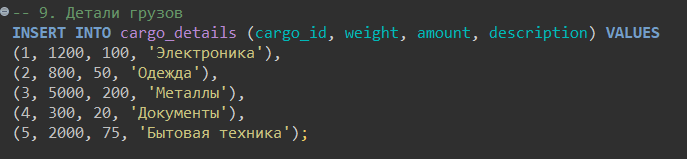 -- 9. Детали грузов
INSERT INTO cargo_details (cargo_id, weight, amount, description) VALUES
(1, 1200, 100, 'Электроника'),
(2, 800, 50, 'Одежда'),
(3, 5000, 200, 'Металлы'),
(4, 300, 20, 'Документы'),
(5, 2000, 75, 'Бытовая техника');